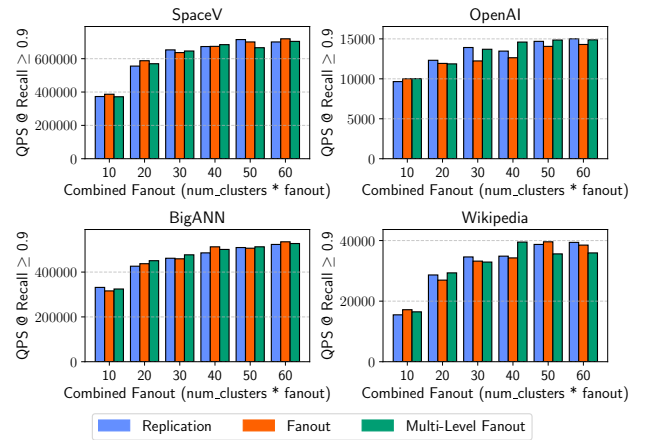 SpaceV
QPS @ Recall ≥ 0.9
600000
400000
200000
0
10 20 30 40 50 60
Combined Fanout (num_clusters * fanout)
OpenAI
QPS @ Recall ≥ 0.9
15000
10000
5000
0
10 20 30 40 50 60
Combined Fanout (num_clusters * fanout)
BigANN
QPS @ Recall ≥ 0.9
400000
200000
0
10 20 30 40 50 60
Combined Fanout (num_clusters * fanout)
Wikipedia
QPS @ Recall ≥ 0.9
40000
20000
0
10 20 30 40 50 60
Combined Fanout (num_clusters * fanout)
Replication Fanout Multi-Level Fanout